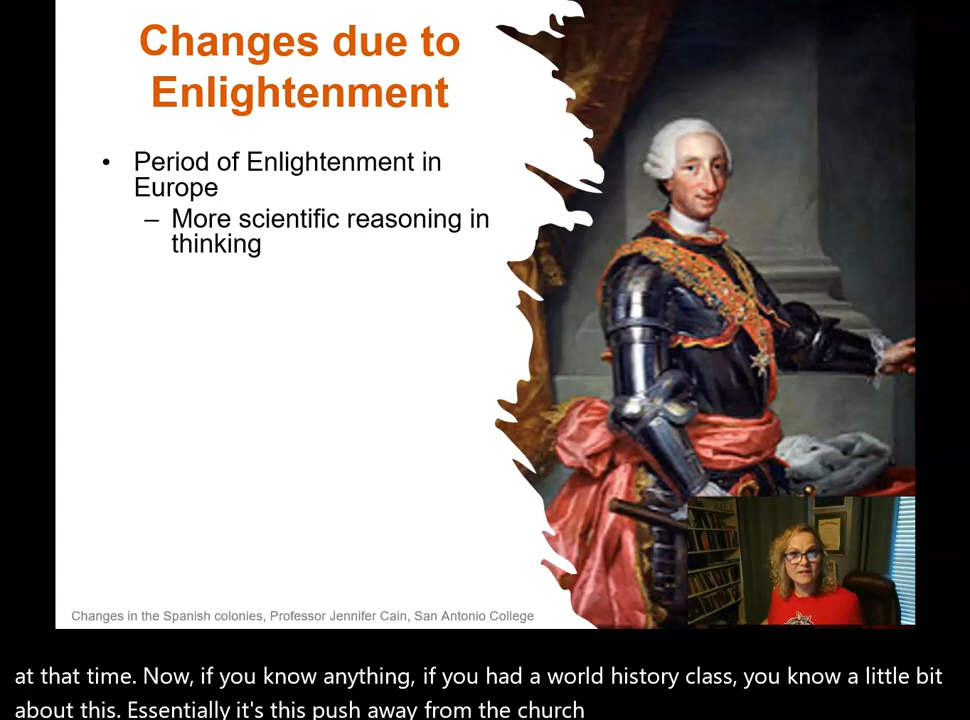 Changes due to
Enlightenment
• Period of Enlightenment in
Europe
– More scientific reasoning in
thinking
Changes in the Spanish colonies, Professor Jennifer Cain, San Antonio College
at that time. Now, if you know anything, if you had a world history class, you know a little bit
about this. Essentially it's this push away from the church